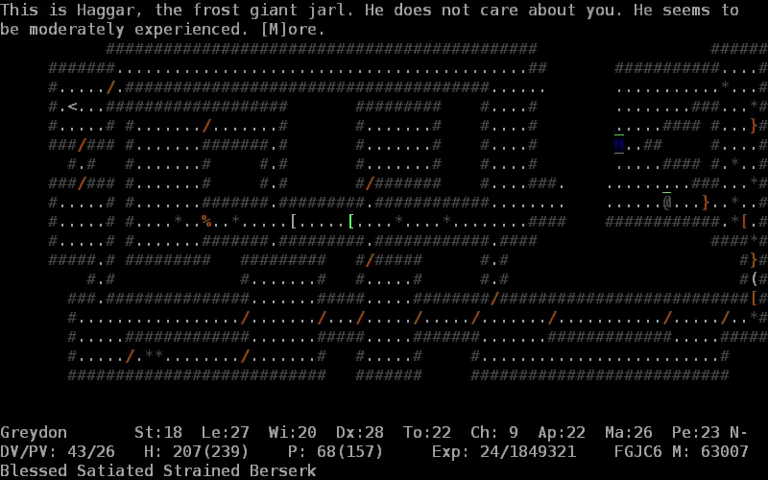 This is Haggar, the frost giant jarl. He does not care about you. He seems to
be moderately experienced. [M]ore.
Greydon St:18 Le:27 Wi:20 Dx:28 To:22 Ch: 9 Ap:22 Ma:26 Pe:23 N-
DV/PV: 43/26 H: 207(239) P: 68(157) Exp: 24/1849321 FGJC6 M: 63007
Blessed Satiated Strained Berserk